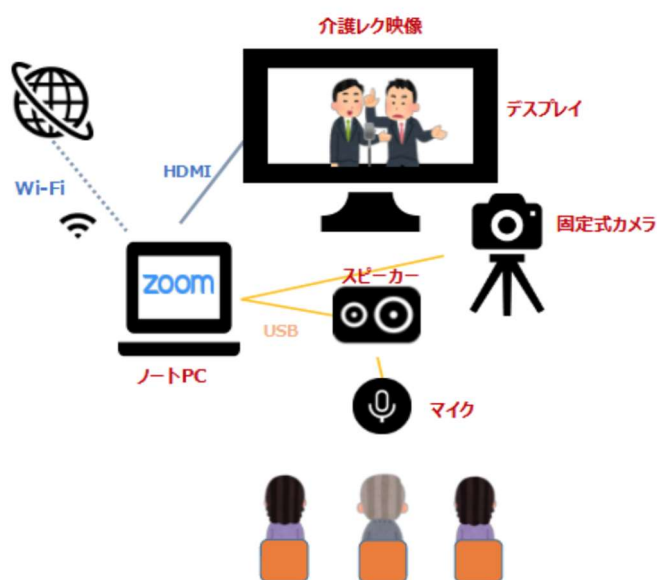 介護レク映像
デスプレイ
HDMI
Wi-Fi
固定式カメラ
スピーカー
zoom
USB
ノートPC
マイク